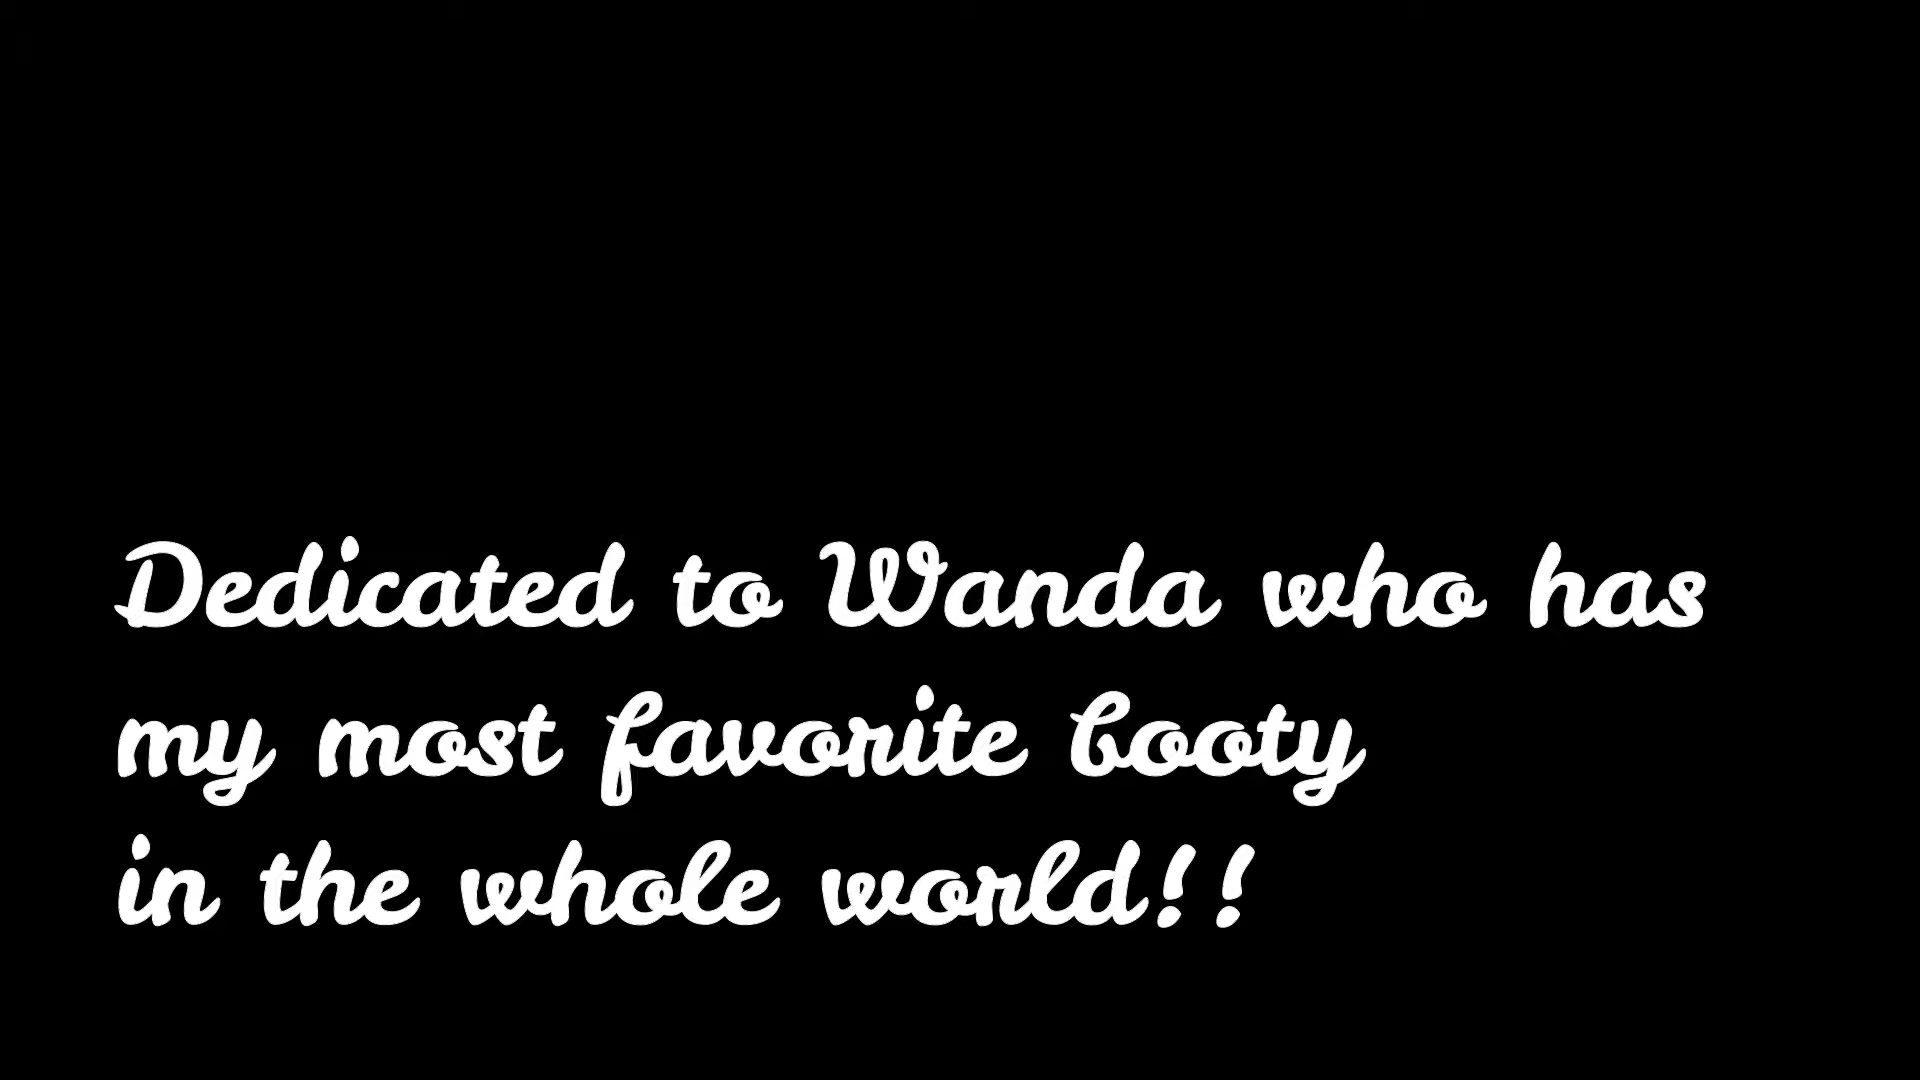 Dedicated to Wanda who has
my most favorite booty
in the whole world!!